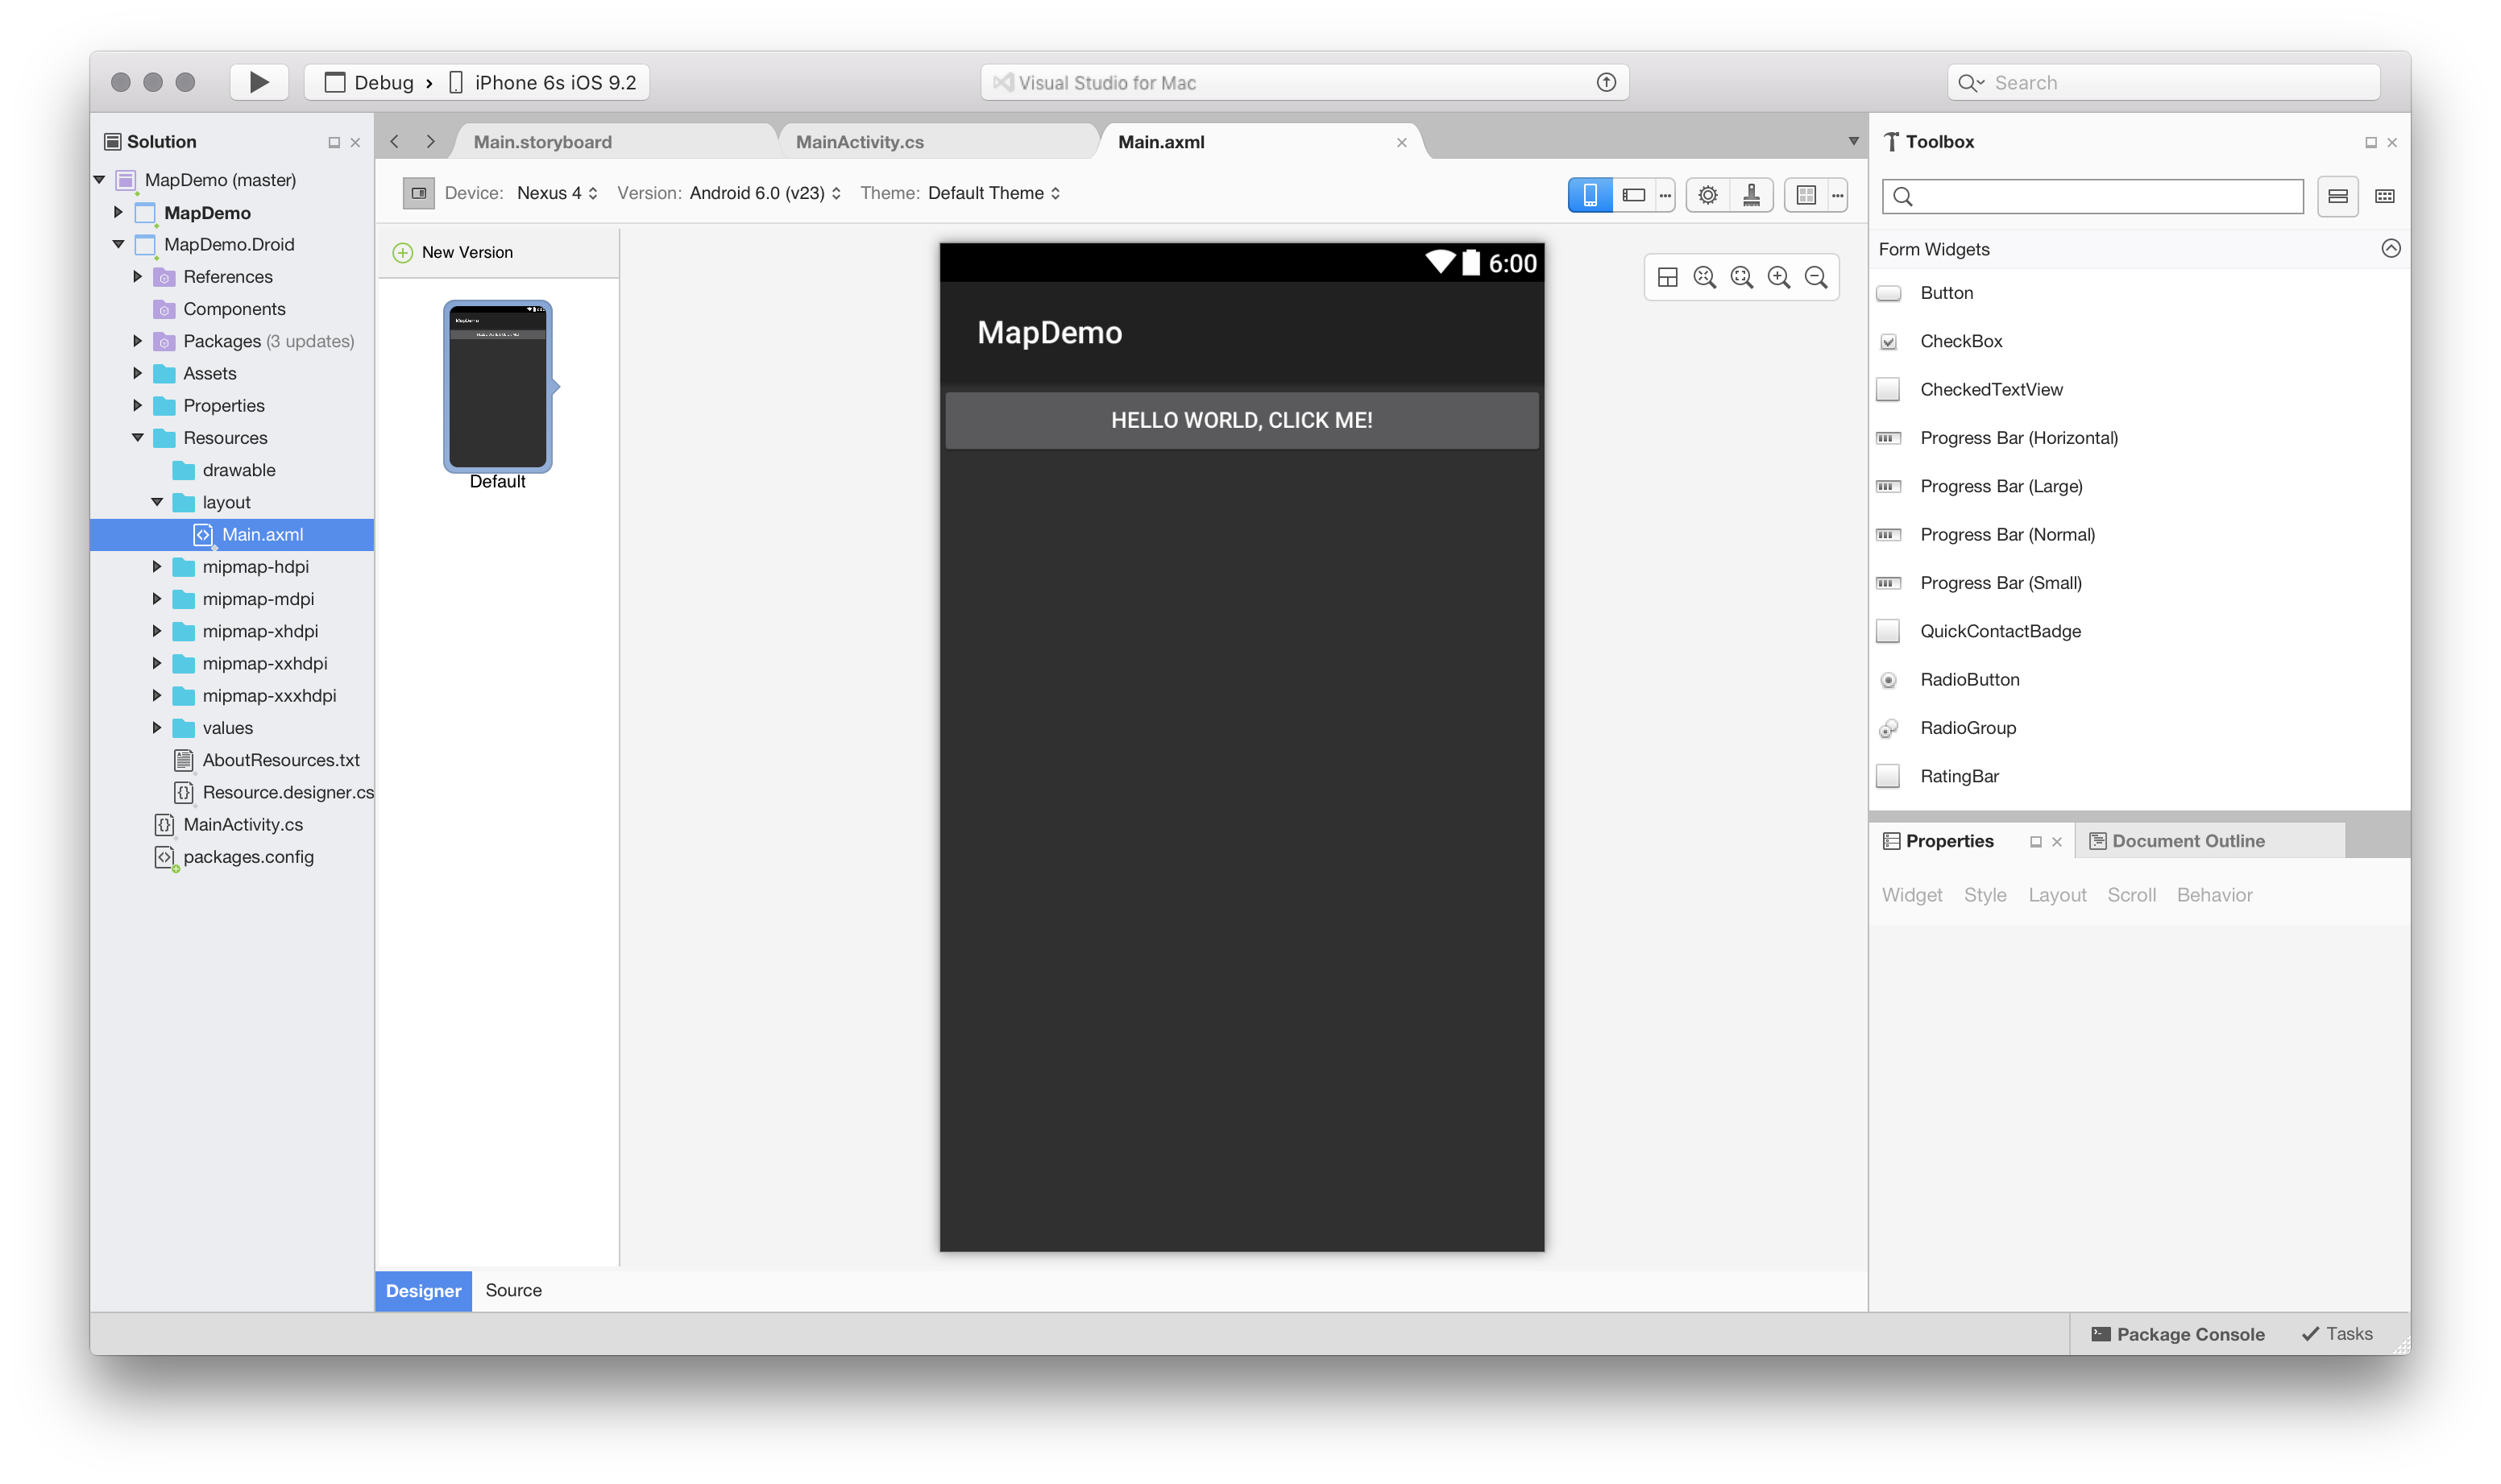 Debug › iPhone 6s iOS 9.2
Visual Studio for Mac
Search
Solution
MapDemo (master)
MapDemo
MapDemo.Droid
References
Components
Packages (3 updates)
Assets
Properties
Resources
drawable
layout
Main.axml
mipmap-hdpi
mipmap-mdpi
mipmap-xhdpi
mipmap-xxhdpi
mipmap-xxxhdpi
values
AboutResources.txt
Resource.designer.cs
MainActivity.cs
packages.config
Main.storyboard
MainActivity.cs
Main.axml
Device: Nexus 4 Version: Android 6.0 (v23) Theme: Default Theme
New Version
Default
6:00
MapDemo
HELLO WORLD, CLICK ME!
Designer
Source
Toolbox
Form Widgets
Button
CheckBox
CheckedTextView
Progress Bar (Horizontal)
Progress Bar (Large)
Progress Bar (Normal)
Progress Bar (Small)
QuickContactBadge
RadioButton
RadioGroup
RatingBar
Properties
Document Outline
Widget Style Layout Scroll Behavior
Package Console
Tasks